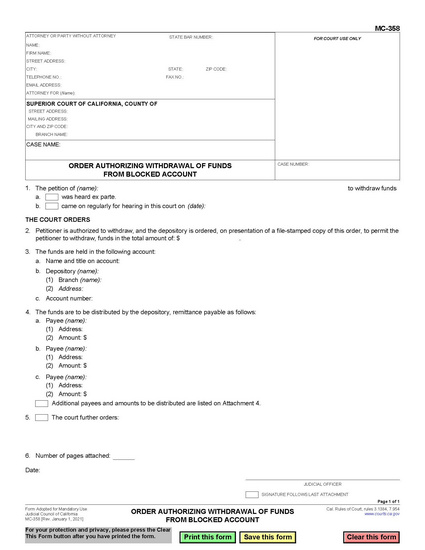 MC-358
ATTORNEY OR PARTY WITHOUT ATTORNEY STATE BAR NUMBER:
FOR COURT USE ONLY
NAME:
FIRM NAME:
STREET ADDRESS:
CITY: STATE: ZIP CODE:
TELEPHONE NO.: FAX NO.:
EMAIL ADDRESS:
ATTORNEY FOR (Name):
SUPERIOR COURT OF CALIFORNIA, COUNTY OF
STREET ADDRESS:
MAILING ADDRESS:
CITY AND ZIP CODE:
BRANCH NAME:
CASE NAME:
ORDER AUTHORIZING WITHDRAWAL OF FUNDS
FROM BLOCKED ACCOUNT
CASE NUMBER:
1. The petition of (name): to withdraw funds
a. was heard ex parte.
b. came on regularly for hearing in this court on (date):
THE COURT ORDERS
2. Petitioner is authorized to withdraw, and the depository is ordered, on presentation of a file-stamped copy of this order, to permit the
petitioner to withdraw, funds in the total amount of: $ .
3. The funds are held in the following account:
a. Name and title on account:
b. Depository (name):
(1) Branch (name):
(2) Address:
c. Account number:
4. The funds are to be distributed by the depository, remittance payable as follows:
a. Payee (name):
(1) Address:
(2) Amount: $
b. Payee (name):
(1) Address:
(2) Amount: $
c. Payee (name):
(1) Address:
(2) Amount: $
Additional payees and amounts to be distributed are listed on Attachment 4.
5. The court further orders:
6. Number of pages attached:
Date:
JUDICIAL OFFICER
SIGNATURE FOLLOWS LAST ATTACHMENT
Page 1 of 1
Form Adopted for Mandatory Use
Judicial Council of California
MC-358 [Rev. January 1, 2021]
ORDER AUTHORIZING WITHDRAWAL OF FUNDS
FROM BLOCKED ACCOUNT
Cal. Rules of Court, rules 3.1384, 7.954
www.courts.ca.gov
For your protection and privacy, please press the Clear
This Form button after you have printed the form.
Print this form
Save this form
Clear this form